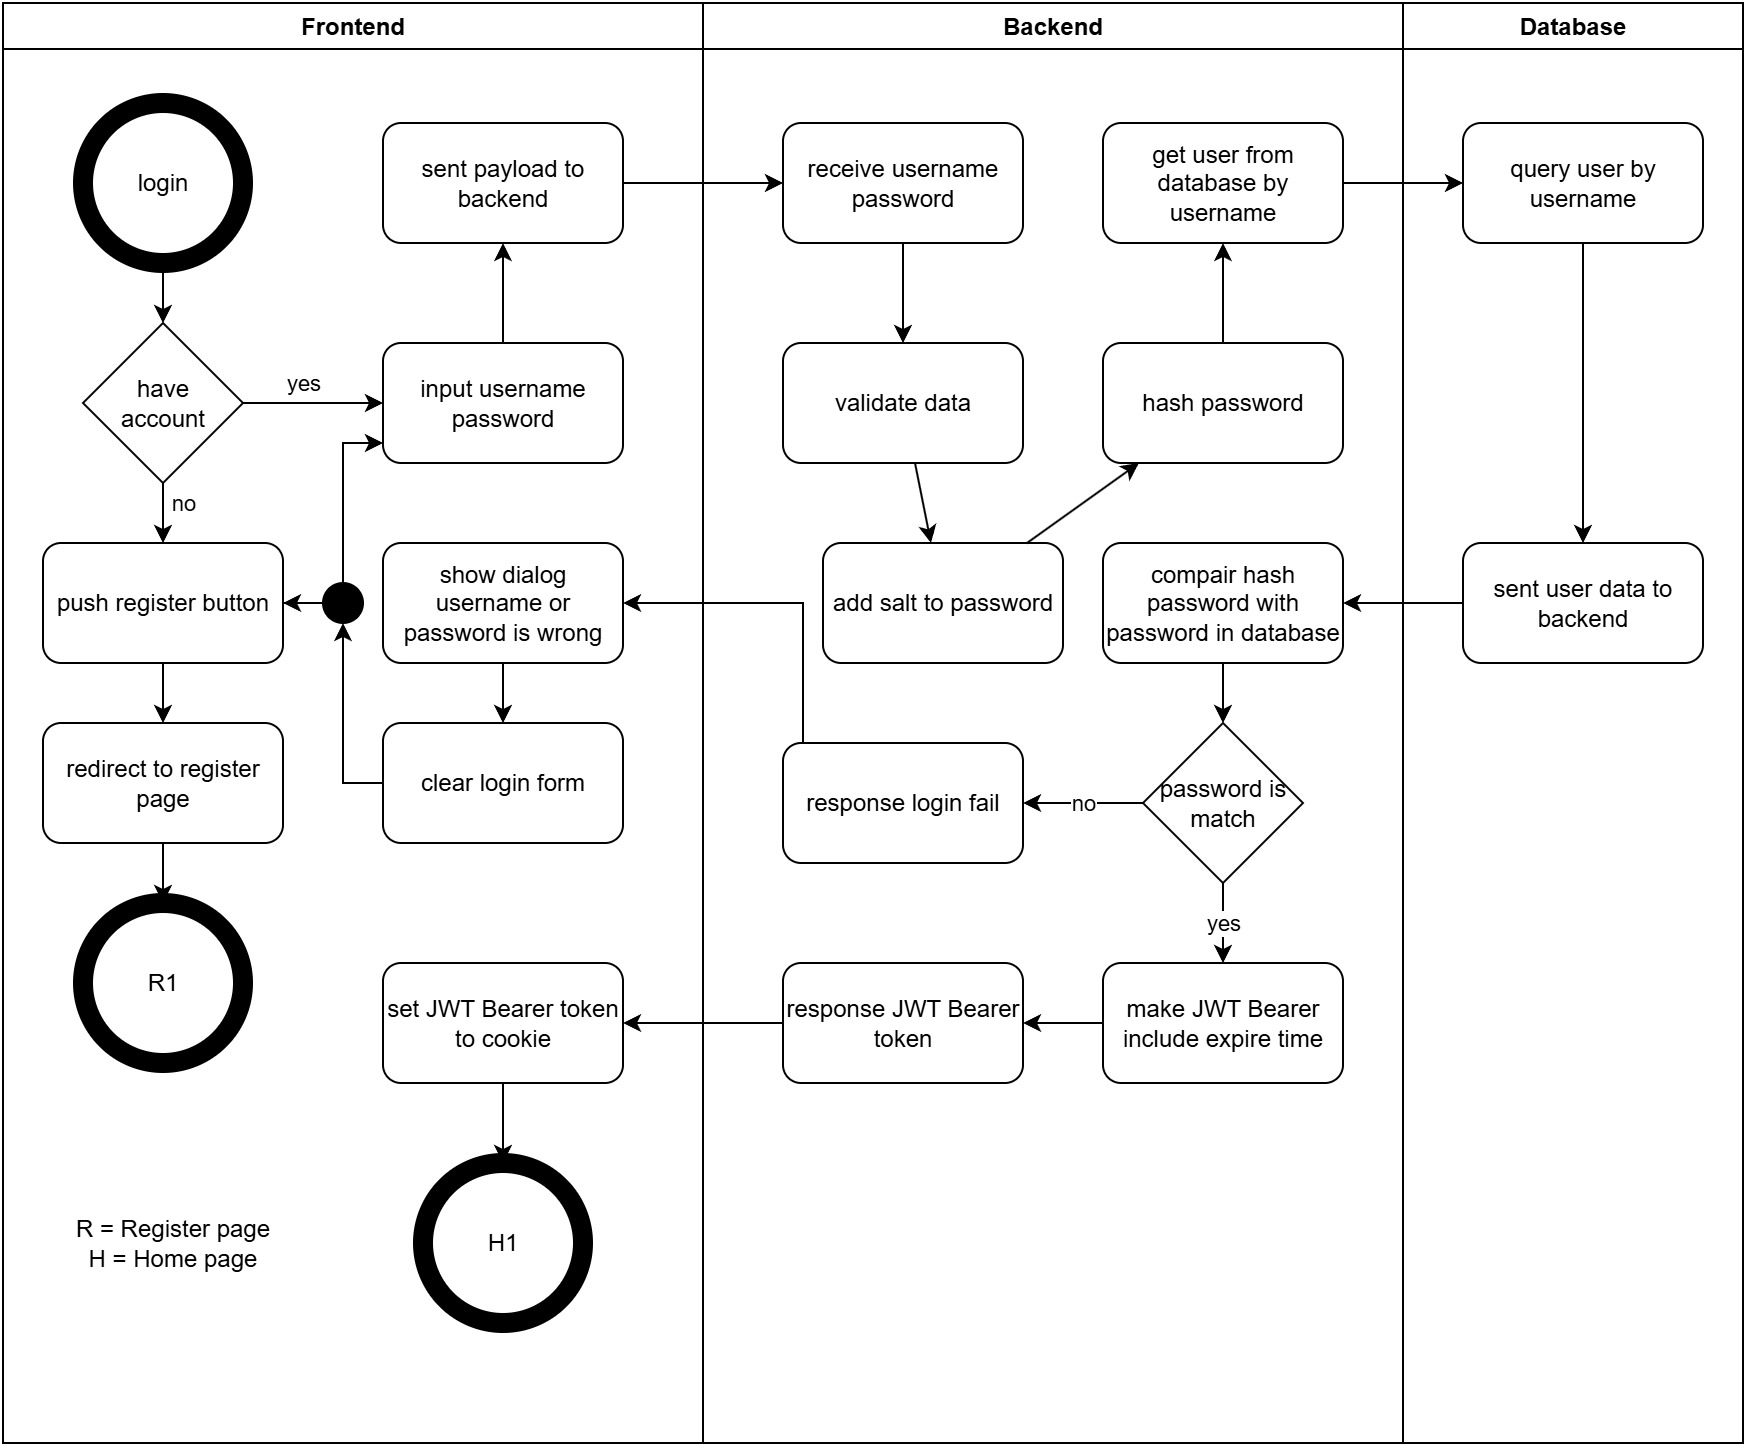 Frontend
Backend
Database
login
sent payload to
backend
receive username
password
get user from
database by
username
query user by
username
have
account
yes
input username
password
validate data
hash password
no
push register button
show dialog
username or
password is wrong
add salt to password
compair hash
password with
password in database
sent user data to
backend
redirect to register
page
clear login form
response login fail
no
password is
match
yes
R1
set JWT Bearer token
to cookie
response JWT Bearer
token
make JWT Bearer
include expire time
R = Register page
H = Home page
H1